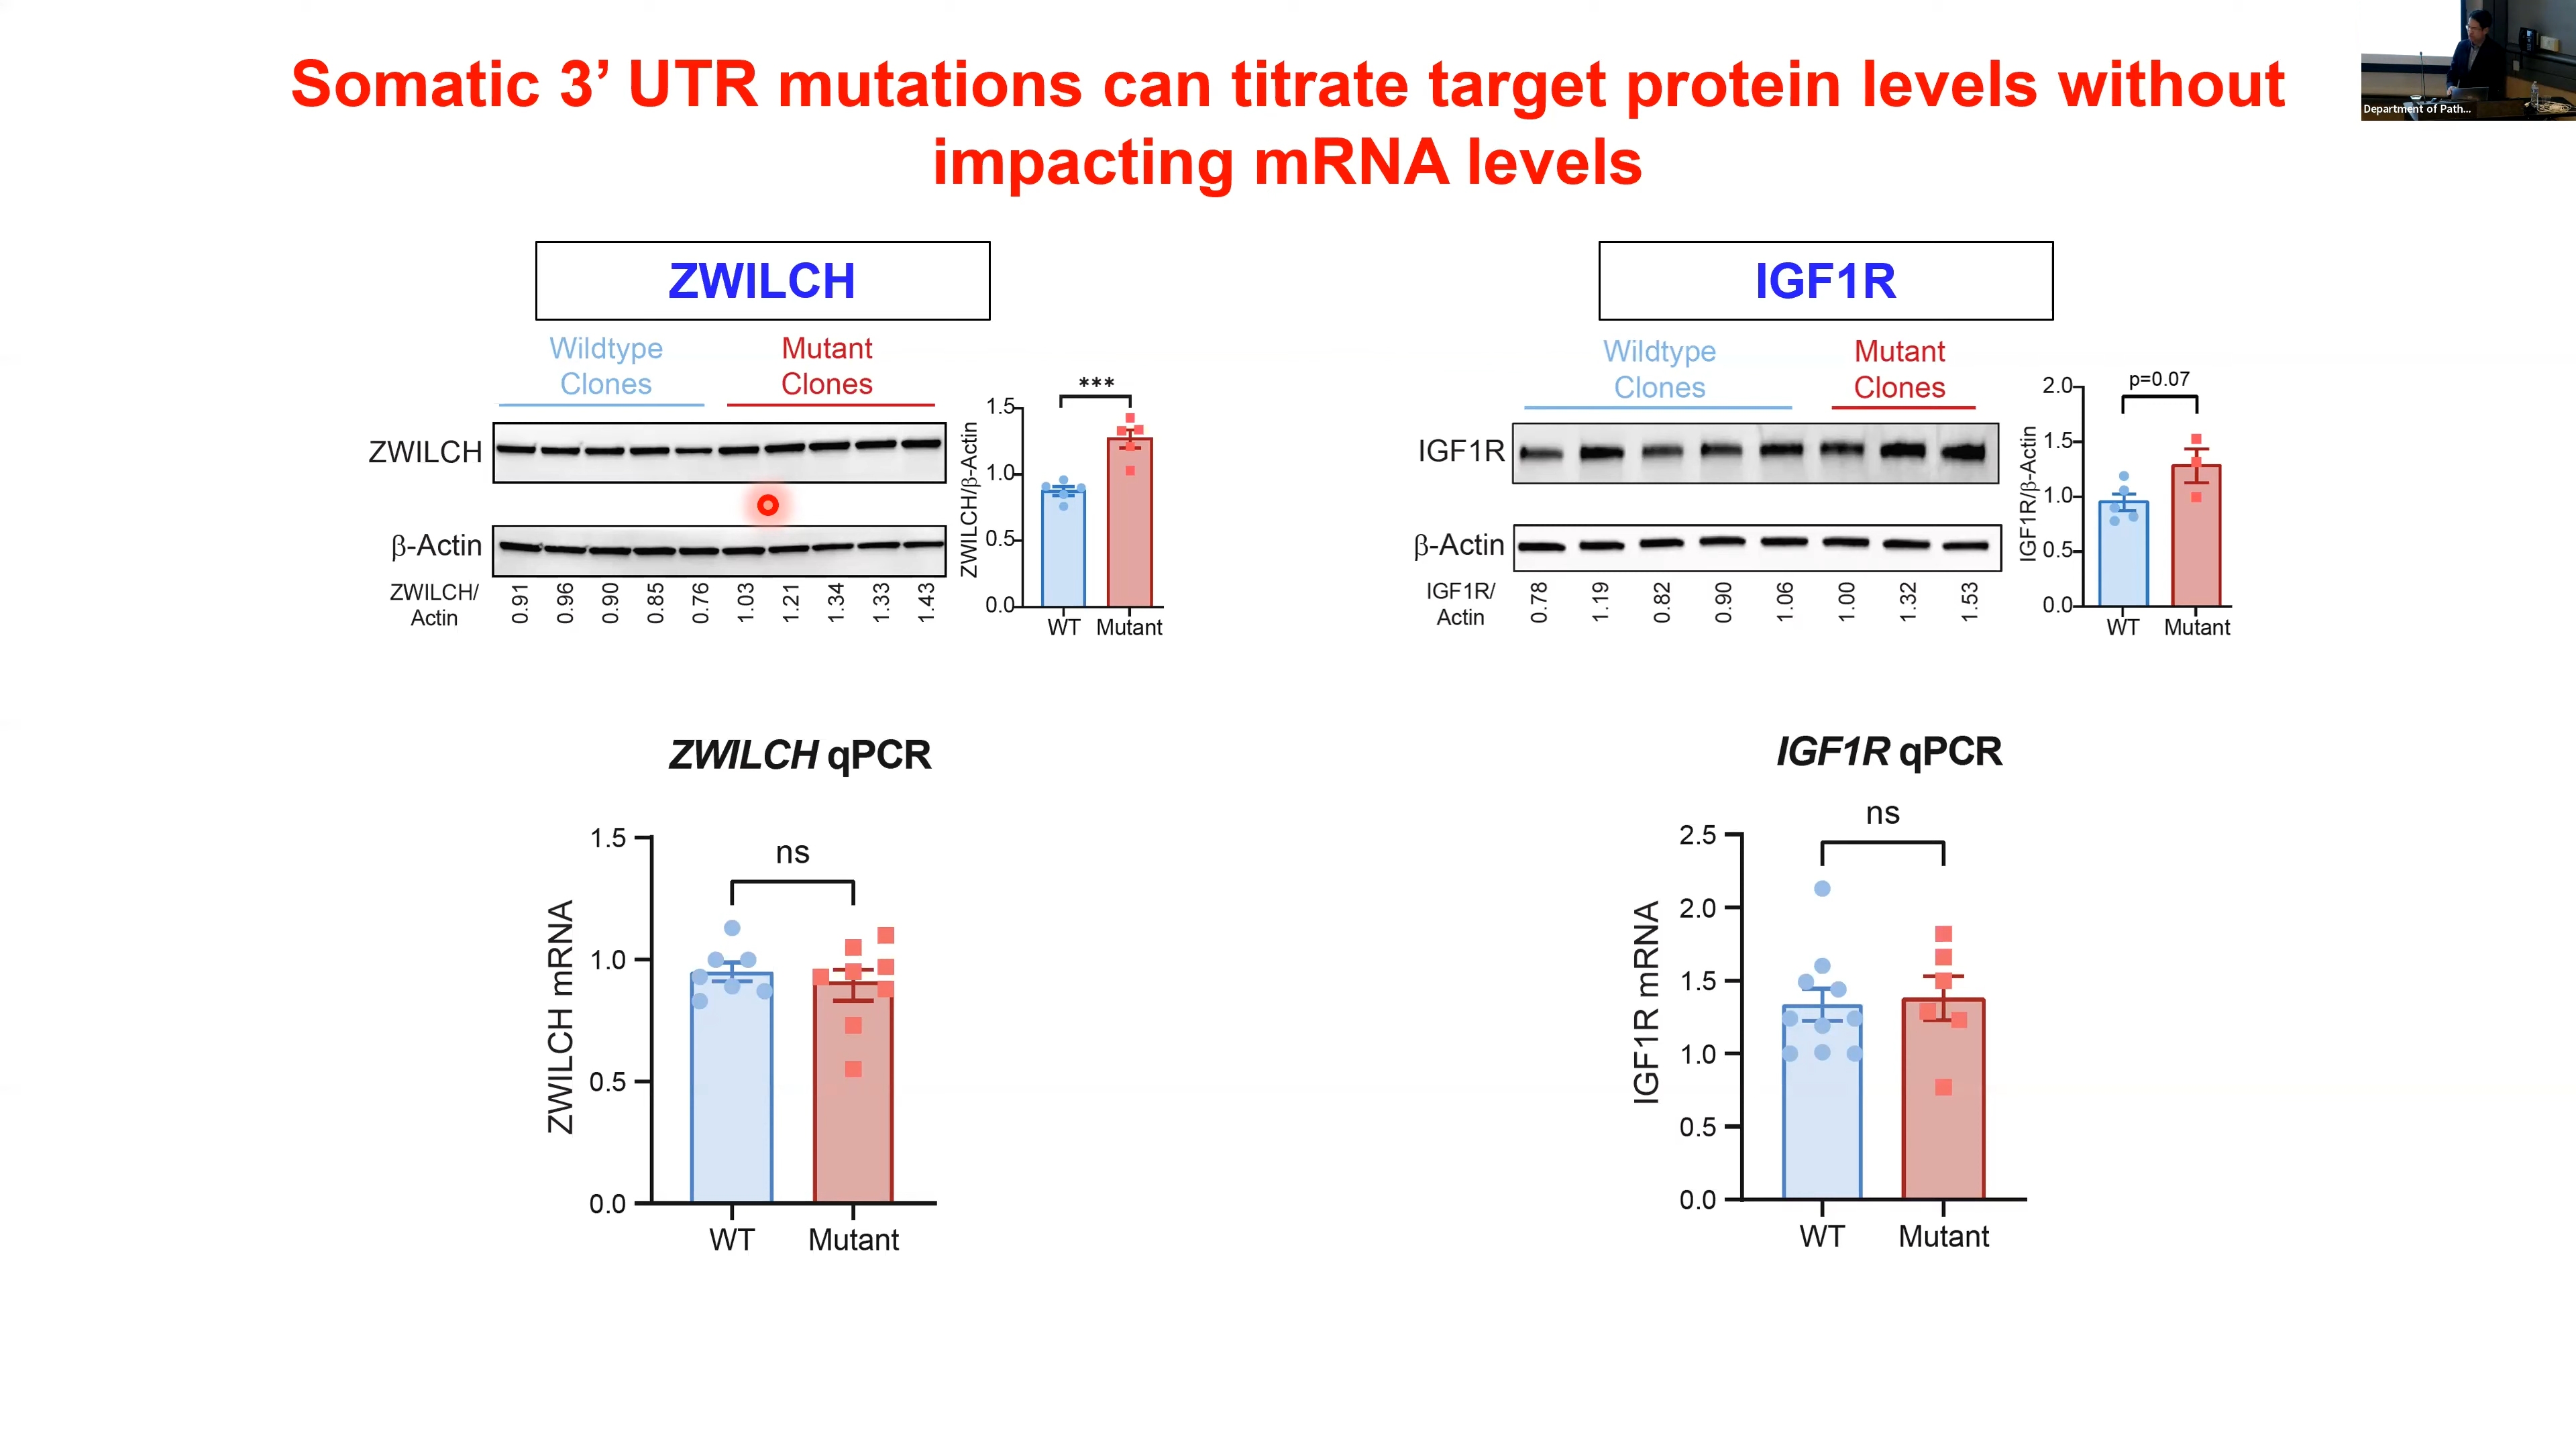 Somatic 3’ UTR mutations can titrate target protein levels without
impacting mRNA levels
Department of Path...
ZWILCH
Wildtype
Clones
Mutant
Clones
ZWILCH
β-Actin
ZWILCH/
Actin
0.91
0.96
0.90
0.85
0.76
1.03
1.21
1.34
1.33
1.43
***
ZWILCH/β-Actin
1.5
1.0
0.5
0.0
WT
Mutant
IGF1R
Wildtype
Clones
Mutant
Clones
IGF1R
β-Actin
IGF1R/
Actin
0.78
1.19
0.82
0.90
1.06
1.00
1.32
1.53
p=0.07
IGF1R/β-Actin
2.0
1.5
1.0
0.5
0.0
WT
Mutant
ZWILCH qPCR
ns
ZWILCH mRNA
1.5
1.0
0.5
0.0
WT
Mutant
IGF1R qPCR
ns
IGF1R mRNA
2.5
2.0
1.5
1.0
0.5
0.0
WT
Mutant